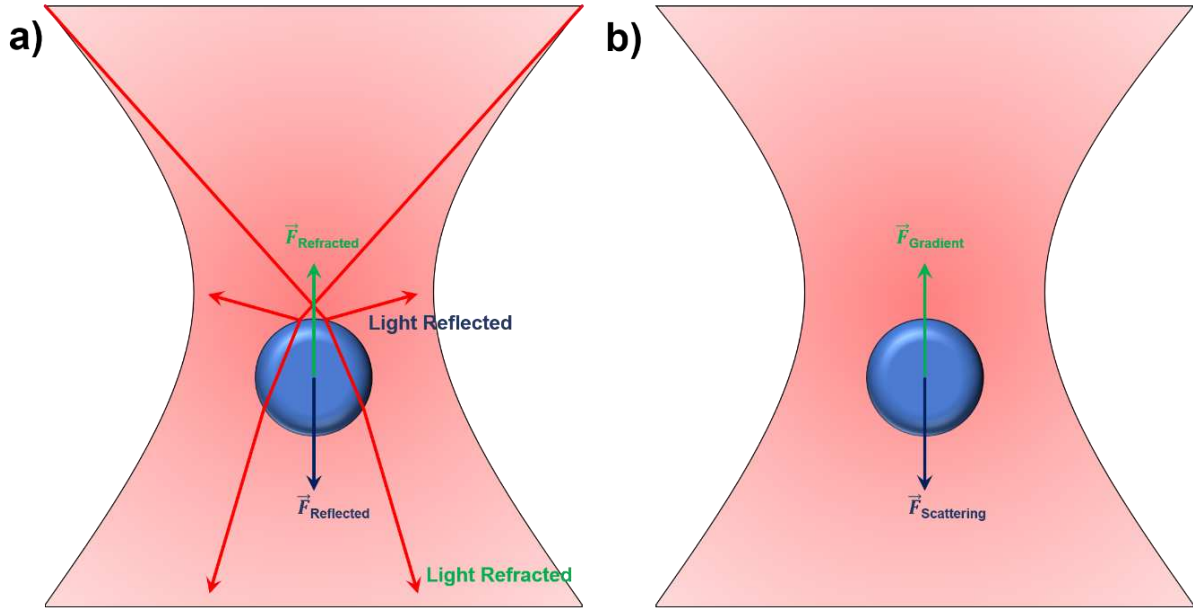 a)
b)
F⃗Refracted
F⃗Gradient
Light Reflected
F⃗Reflected
F⃗Scattering
Light Refracted